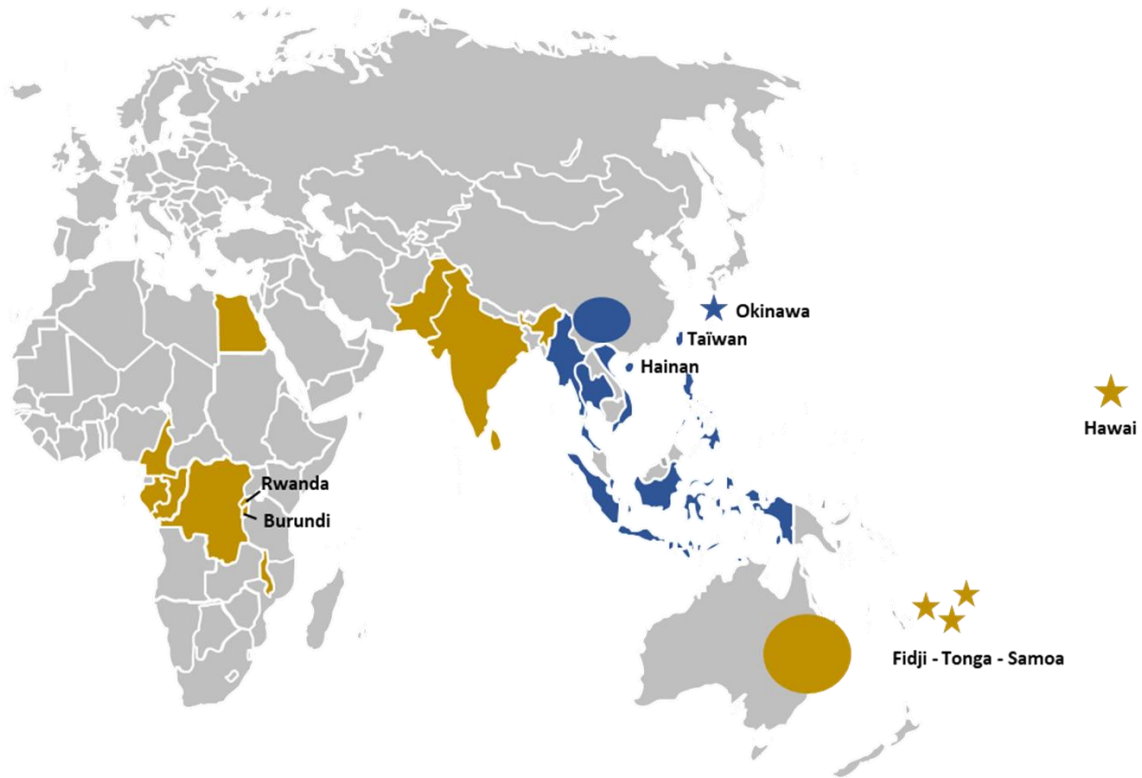 Okinawa
Taïwan
Hainan
Hawai
Rwanda
Burundi
Fidji - Tonga - Samoa